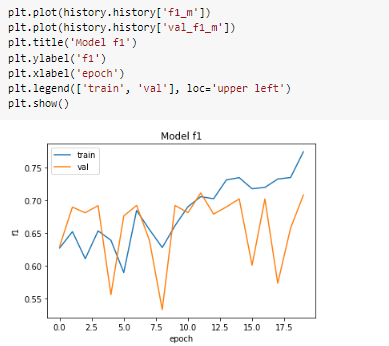 plt.plot(history.history['f1_m'])
plt.plot(history.history['val_f1_m'])
plt.title('Model f1')
plt.ylabel('f1')
plt.xlabel('epoch')
plt.legend(['train', 'val'], loc='upper left')
plt.show()
Model f1
train
val
0.75
0.70
0.65
0.60
0.55
f1
0.0 2.5 5.0 7.5 10.0 12.5 15.0 17.5
epoch